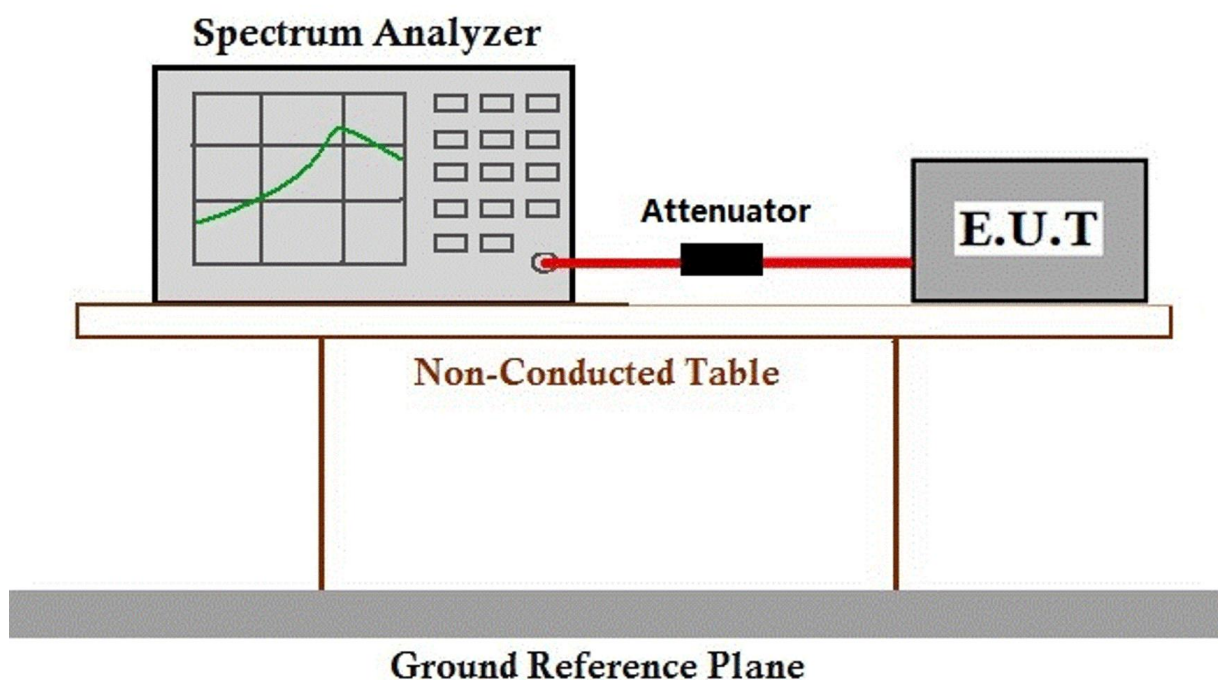 Spectrum Analyzer
Attenuator
E.U.T
Non-Conducted Table
Ground Reference Plane